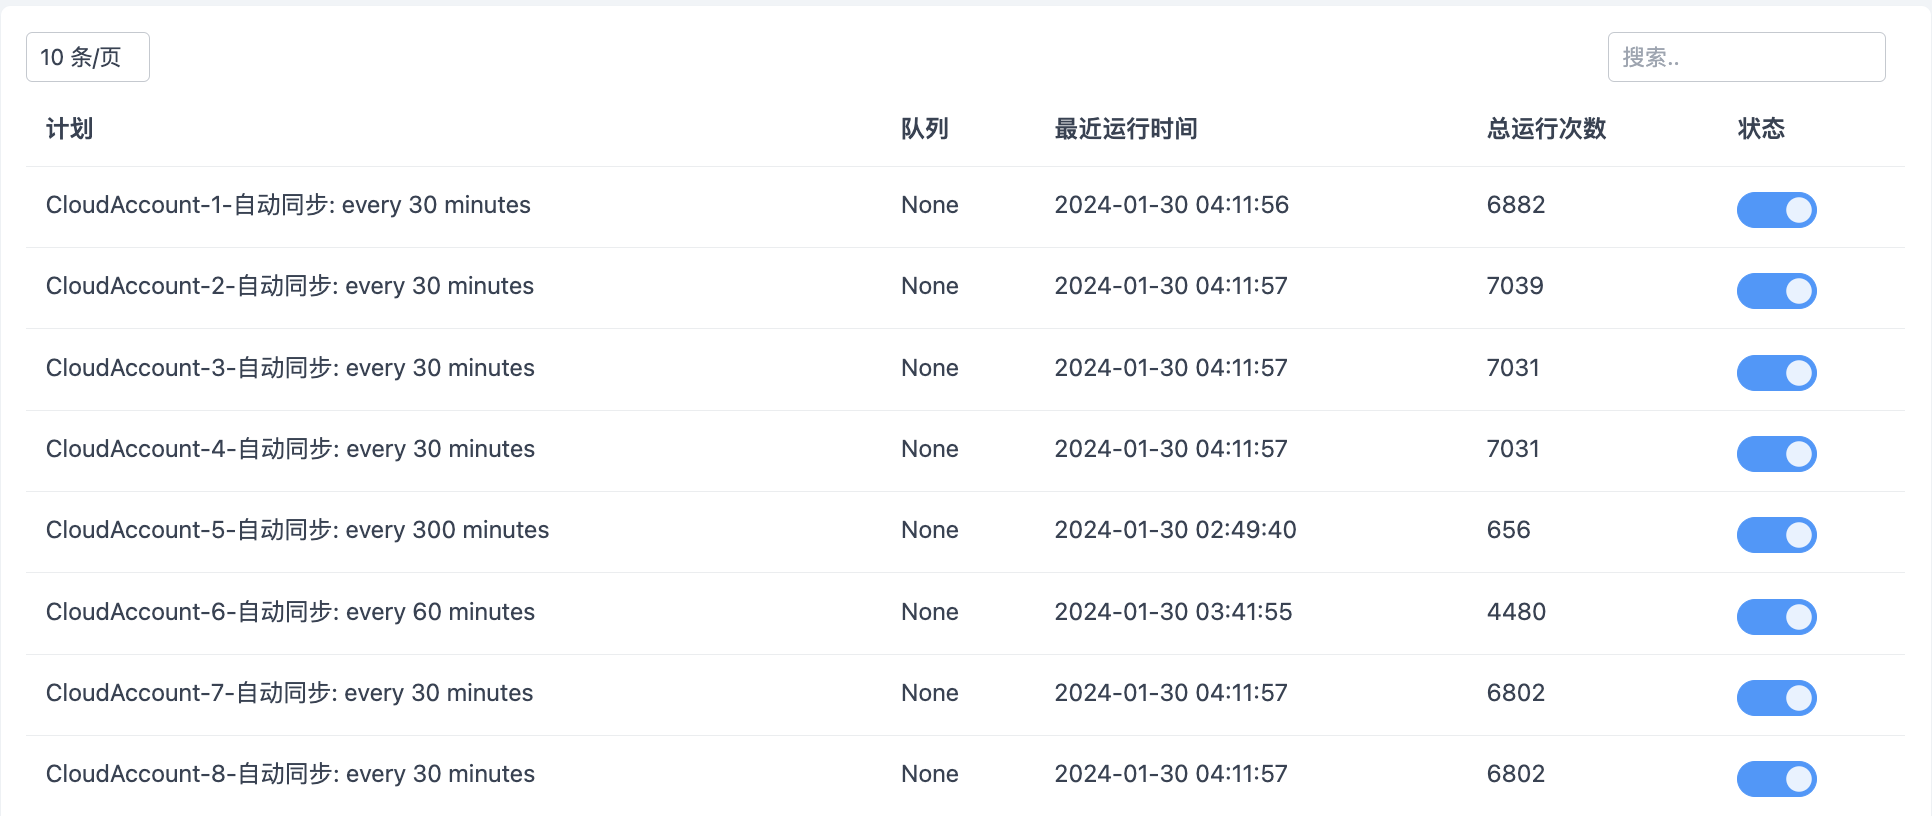 10 条/页 搜索..
计划 队列 最近运行时间 总运行次数 状态
CloudAccount-1-自动同步: every 30 minutes None 2024-01-30 04:11:56 6882
CloudAccount-2-自动同步: every 30 minutes None 2024-01-30 04:11:57 7039
CloudAccount-3-自动同步: every 30 minutes None 2024-01-30 04:11:57 7031
CloudAccount-4-自动同步: every 30 minutes None 2024-01-30 04:11:57 7031
CloudAccount-5-自动同步: every 300 minutes None 2024-01-30 02:49:40 656
CloudAccount-6-自动同步: every 60 minutes None 2024-01-30 03:41:55 4480
CloudAccount-7-自动同步: every 30 minutes None 2024-01-30 04:11:57 6802
CloudAccount-8-自动同步: every 30 minutes None 2024-01-30 04:11:57 6802